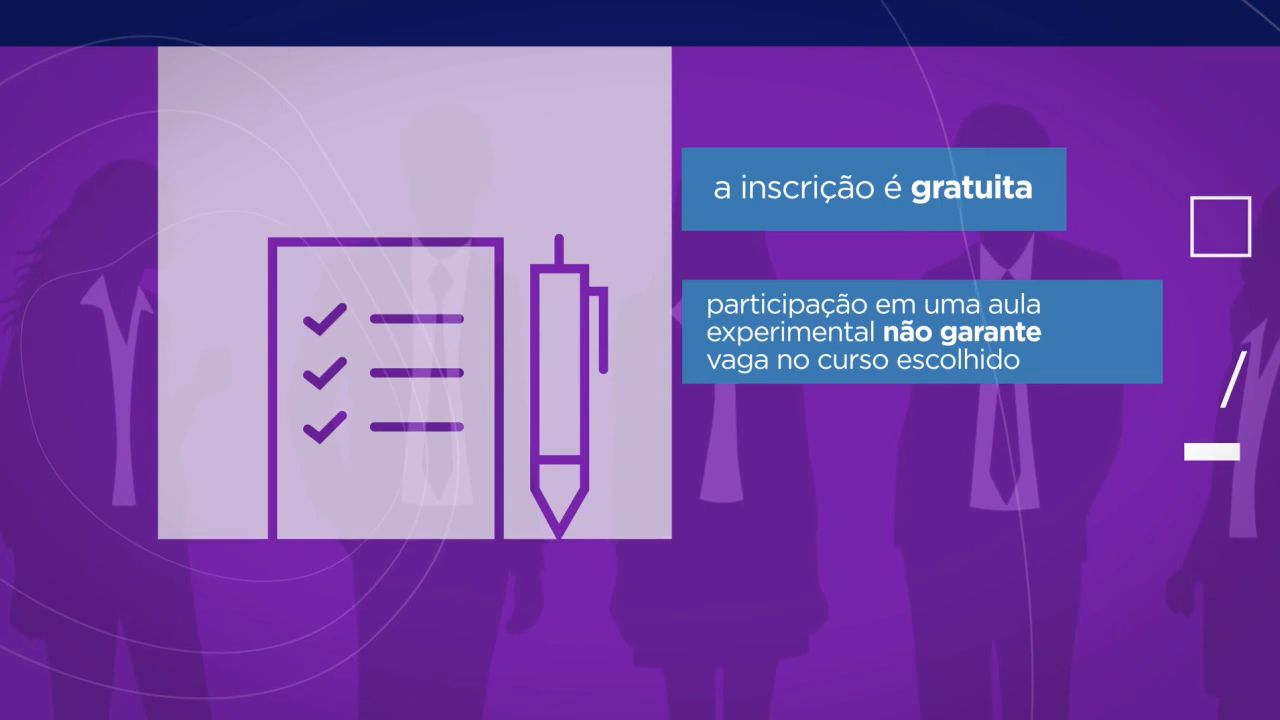 a inscrição é gratuita
participação em uma aula
experimental não garante
vaga no curso escolhido